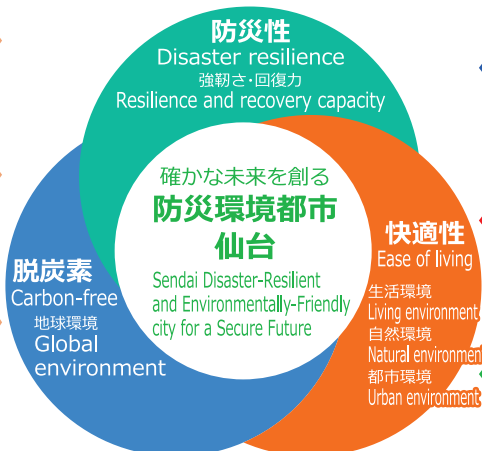 防災性
Disaster resilience
強靭さ・回復力
Resilience and recovery capacity
確かな未来を創る
防災環境都市
仙台
Sendai Disaster-Resilient
and Environmentally-Friendly
city for a Secure Future
脱炭素
Carbon-free
地球環境
Global
environment
快適性
Ease of living
生活環境
Living environment
自然環境
Natural environment
都市環境
Urban environment